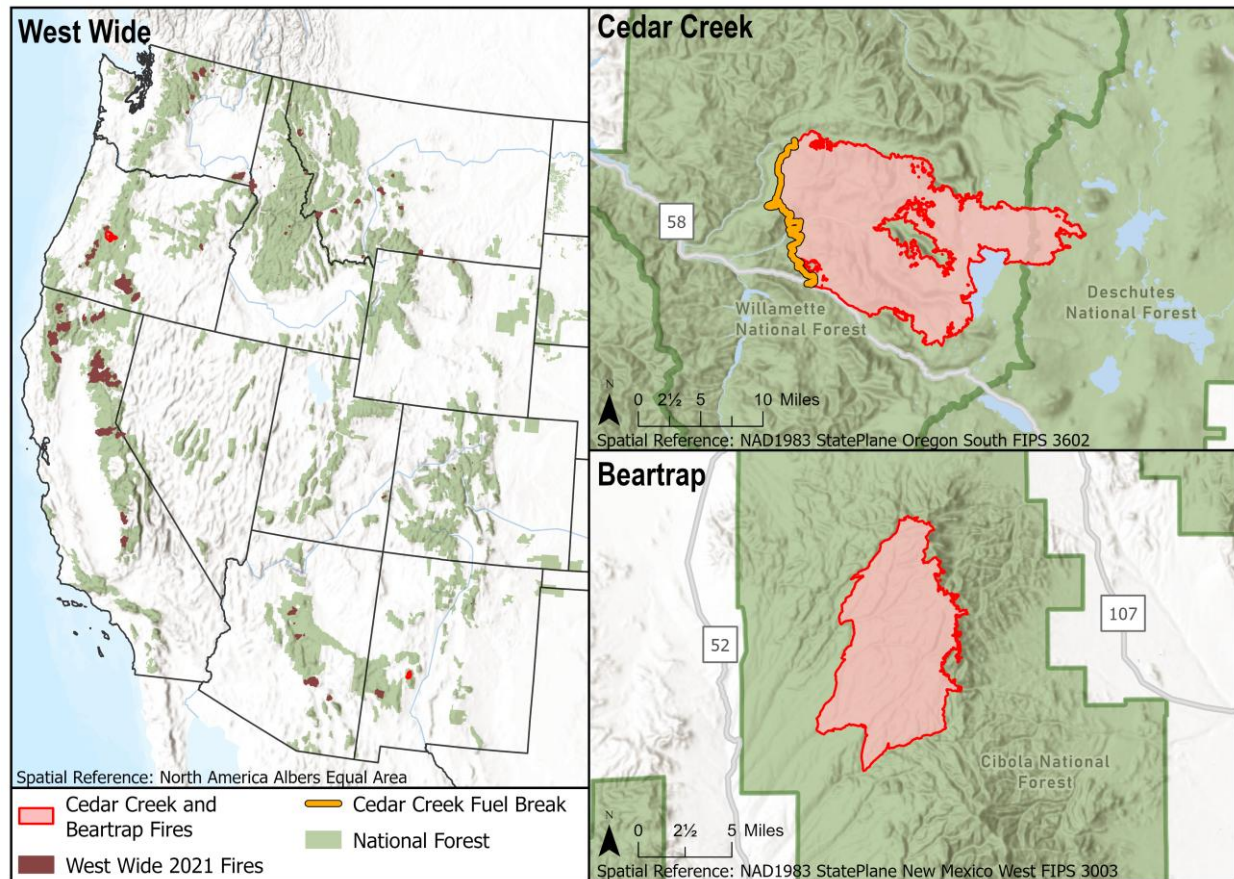 West Wide
Spatial Reference: North America Albers Equal Area
Cedar Creek and
Beartrap Fires
West Wide 2021 Fires
Cedar Creek Fuel Break
National Forest
Cedar Creek
58
Willamette
National Forest
Deschutes
National Forest
N
0 2½ 5 10 Miles
Spatial Reference: NAD1983 StatePlane Oregon South FIPS 3602
Beartrap
52
107
Cibola National
Forest
N
0 2½ 5 Miles
Spatial Reference: NAD1983 StatePlane New Mexico West FIPS 3003